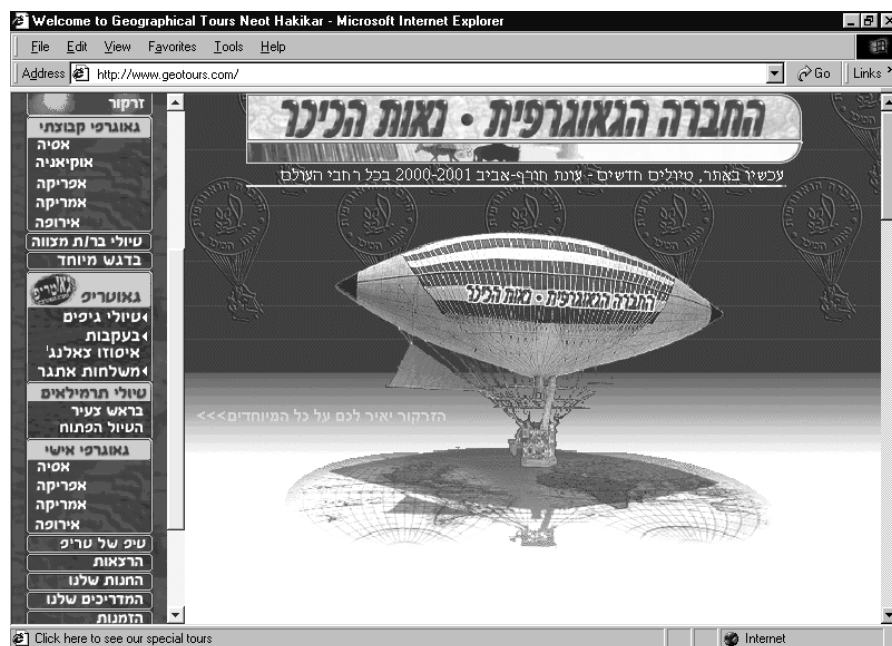 Welcome to Geographical Tours Neot Hakikar - Microsoft Internet Explorer
File Edit View Favorites Tools Help
Address http://www.geotours.com/ Go Links
החברה הגאוגרפית • נאות הכיכר
עכשיו באתר, טיולים חדשים - עונת חורף-אביב 2000-2001 בכל רחבי העולם
החברה הגאוגרפית • נאות הכיכר
הזרקור יאיר לכם על כל המיוחדים>>>
זרקור
גאוגרפי קבוצתי
אסיה
אוקיאניה
אפריקה
אמריקה
אירופה
טיולי בר/ת מצווה
בדגש מיוחד
גאוטריפ
גאוטריפ
טיולי גיפים
בעקבות
איסוזו צאלנג'
משלחות אתגר
טיולי תרמילאים
בראש צעיר
הטיול הפתוח
גאוגרפי אישי
אסיה
אפריקה
אמריקה
אירופה
טיפ של טריפ
הרצאות
החנות שלנו
המדריכים שלנו
הזמנות
Click here to see our special tours
Internet